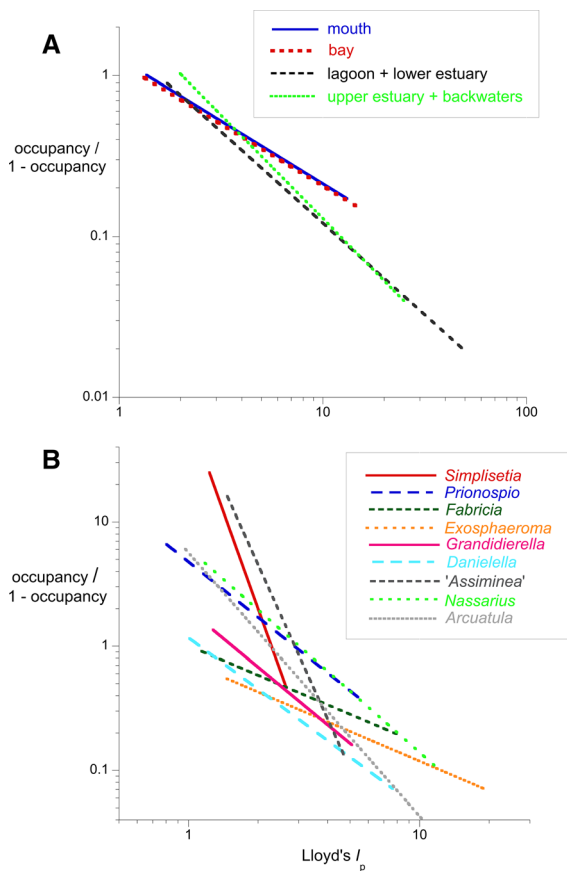 A
mouth
bay
lagoon + lower estuary
upper estuary + backwaters
occupancy /
1 - occupancy
1
0.1
0.01
1
10
100
B
Simplisetia
Prionospio
Fabricia
Exosphaeroma
Grandidierella
Danielella
'Assiminea'
Nassarius
Arcuatula
occupancy /
1 - occupancy
10
1
0.1
1
10
Lloyd's Ip